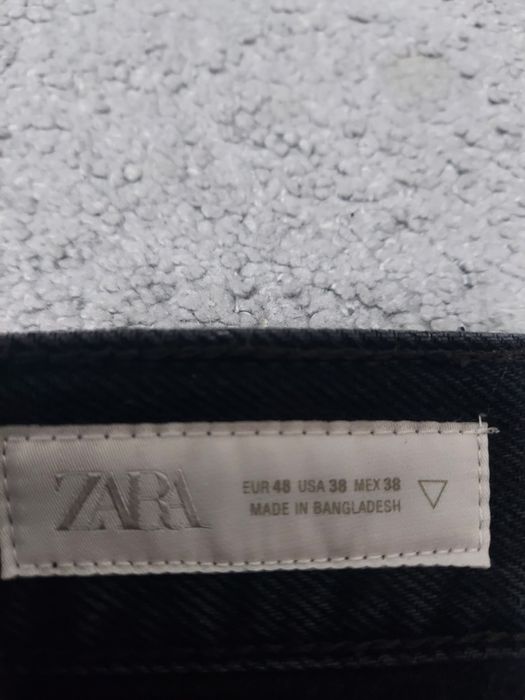 ZARA
EUR 48 USA 38 MEX 38
MADE IN BANGLADESH